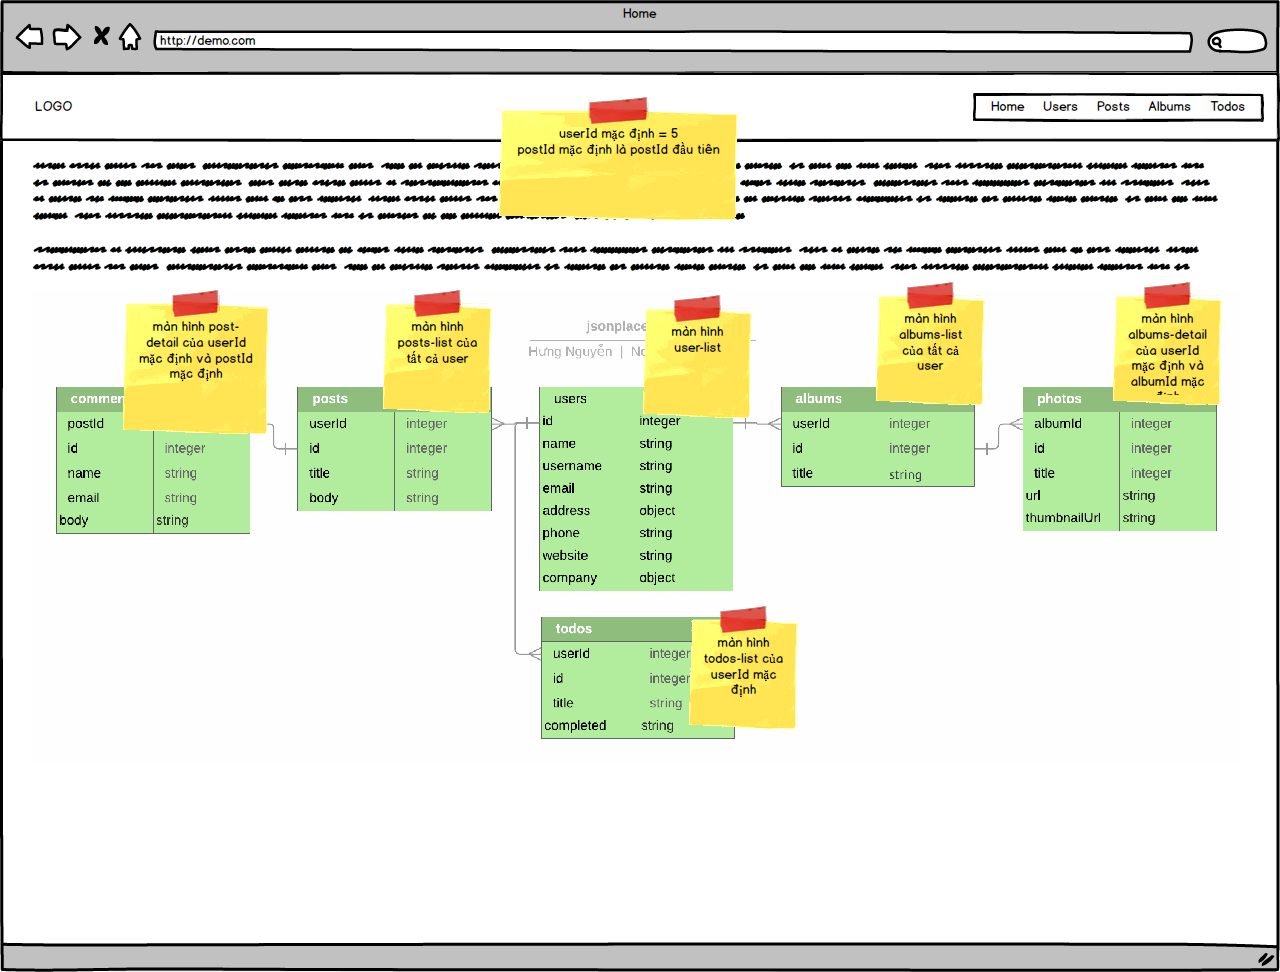 Home
http://demo.com
LOGO
Home Users Posts Albums Todos
userId mặc định = 5
postId mặc định là postId đầu tiên
màn hình post-
detail của userId
mặc định và postId
mặc định
màn hình
posts-list của
tất cả user
jsonplace
Hưng Nguyễn |
màn hình
user-list
màn hình
albums-list
của tất cả
user
màn hình
albums-detail
của userId
mặc định và
albumId mặc
định
commen
postId
id integer
name string
email string
body string
posts
userId integer
id integer
title string
body string
users
id integer
name string
username string
email string
address object
phone string
website string
company object
albums
userId integer
id integer
title string
photos
albumId integer
id integer
title integer
url string
thumbnailUrl string
todos
userId integer
id integer
title string
completed string
màn hình
todos-list của
userId mặc
định